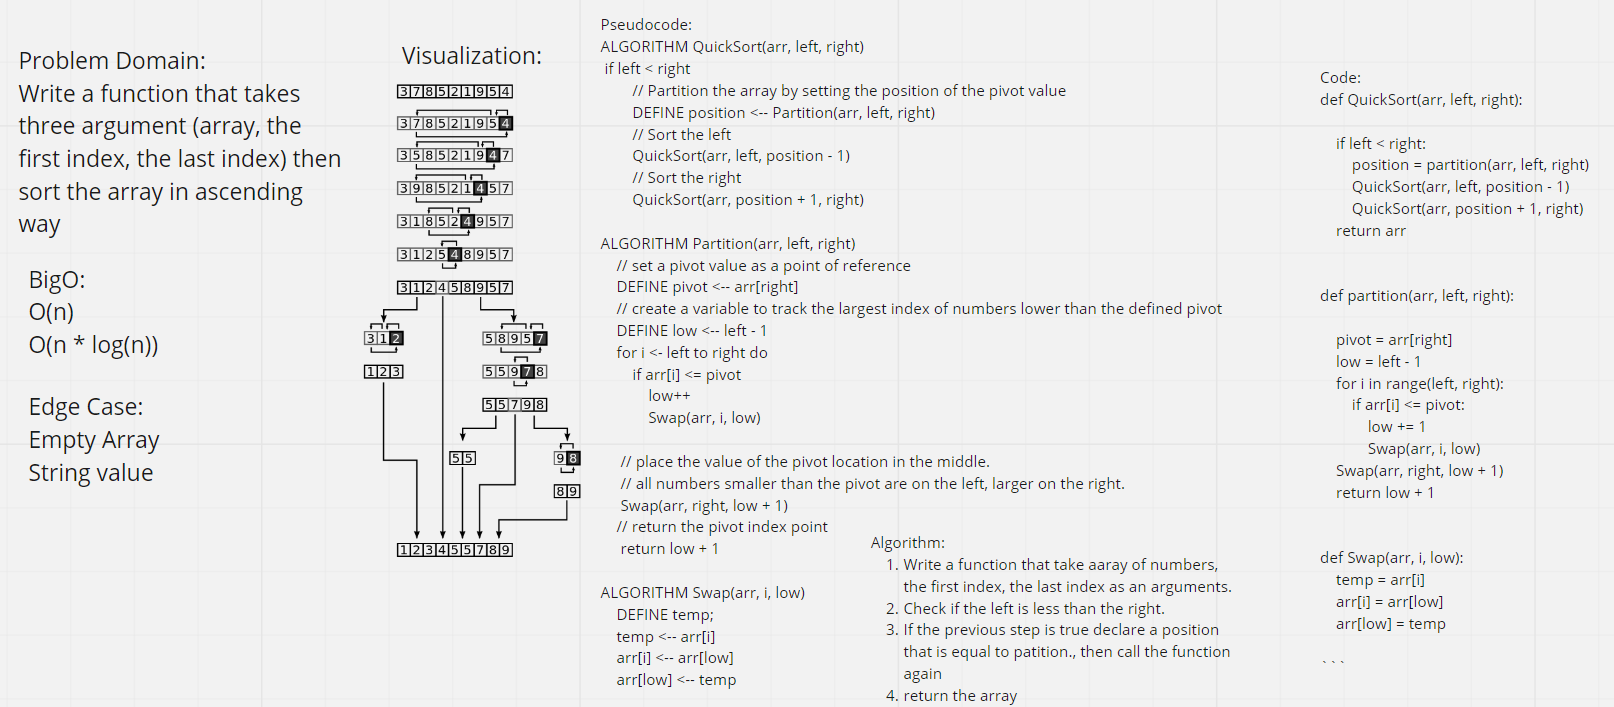 Problem Domain:
Write a function that takes
three argument (array, the
first index, the last index) then
sort the array in ascending
way
BigO:
O(n)
O(n * log(n))
Edge Case:
Empty Array
String value
Visualization:
3 7 8 5 2 1 9 5 4
3 7 8 5 2 1 9 5 4
3 5 8 5 2 1 9 4 7
3 9 8 5 2 1 4 5 7
3 1 8 5 2 4 9 5 7
3 1 2 5 4 8 9 5 7
3 1 2 4 5 8 9 5 7
3 1 2
5 8 9 5 7
1 2 3
5 5 9 7 8
5 5 7 9 8
5 5
9 8
8 9
1 2 3 4 5 5 7 8 9
Pseudocode:
ALGORITHM QuickSort(arr, left, right)
if left < right
// Partition the array by setting the position of the pivot value
DEFINE position <-- Partition(arr, left, right)
// Sort the left
QuickSort(arr, left, position - 1)
// Sort the right
QuickSort(arr, position + 1, right)
ALGORITHM Partition(arr, left, right)
// set a pivot value as a point of reference
DEFINE pivot <-- arr[right]
// create a variable to track the largest index of numbers lower than the defined pivot
DEFINE low <-- left - 1
for i <- left to right do
if arr[i] <= pivot
low++
Swap(arr, i, low)
// place the value of the pivot location in the middle.
// all numbers smaller than the pivot are on the left, larger on the right.
Swap(arr, right, low + 1)
// return the pivot index point
return low + 1
ALGORITHM Swap(arr, i, low)
DEFINE temp;
temp <-- arr[i]
arr[i] <-- arr[low]
arr[low] <-- temp
Algorithm:
1. Write a function that take aaray of numbers,
the first index, the last index as an arguments.
2. Check if the left is less than the right.
3. If the previous step is true declare a position
that is equal to patition., then call the function
again
4. return the array
Code:
def QuickSort(arr, left, right):
if left < right:
position = partition(arr, left, right)
QuickSort(arr, left, position - 1)
QuickSort(arr, position + 1, right)
return arr
def partition(arr, left, right):
pivot = arr[right]
low = left - 1
for i in range(left, right):
if arr[i] <= pivot:
low += 1
Swap(arr, i, low)
Swap(arr, right, low + 1)
return low + 1
def Swap(arr, i, low):
temp = arr[i]
arr[i] = arr[low]
arr[low] = temp
```